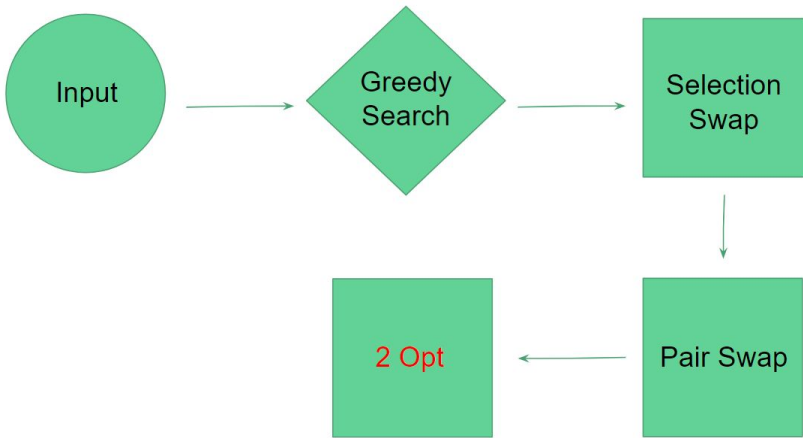 Input
Greedy
Search
Selection
Swap
2 Opt
Pair Swap